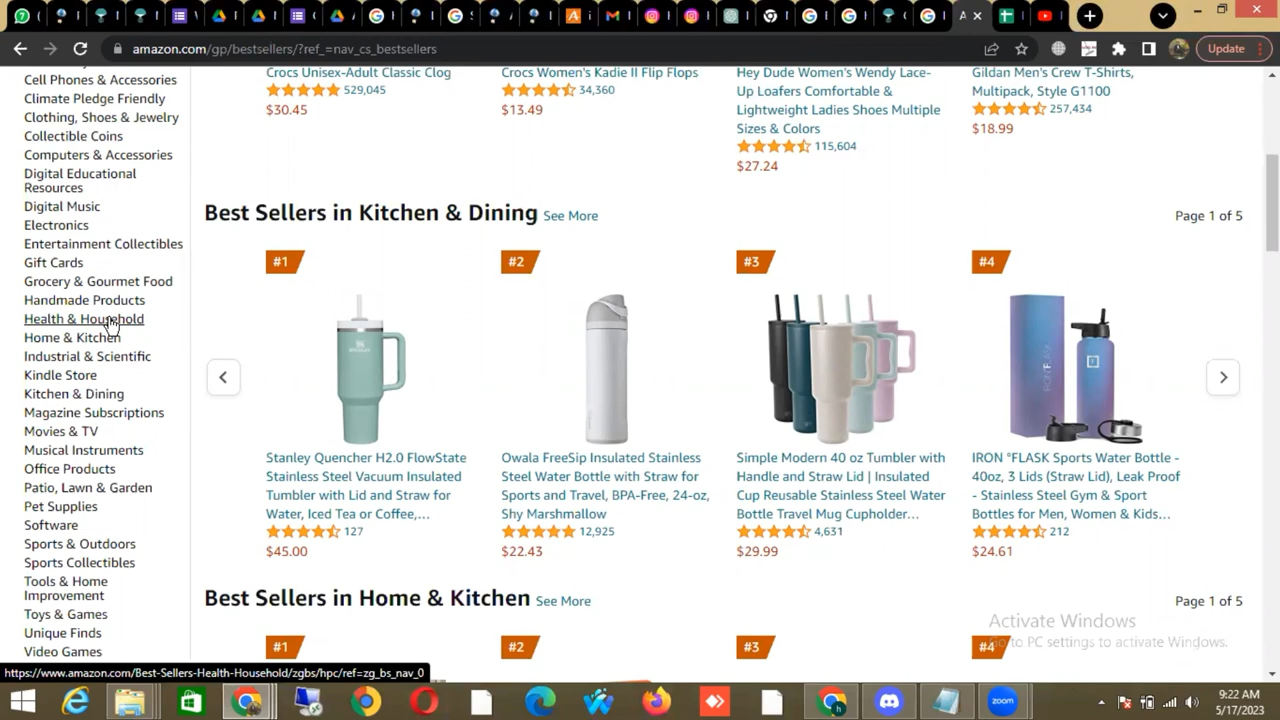 A
amazon.com/gp/bestsellers/?ref_=nav_cs_bestsellers
Update
Cell Phones & Accessories
Climate Pledge Friendly
Clothing, Shoes & Jewelry
Collectible Coins
Computers & Accessories
Digital Educational
Resources
Digital Music
Electronics
Entertainment Collectibles
Gift Cards
Grocery & Gourmet Food
Handmade Products
Health & Household
Home & Kitchen
Industrial & Scientific
Kindle Store
Kitchen & Dining
Magazine Subscriptions
Movies & TV
Musical Instruments
Office Products
Patio, Lawn & Garden
Pet Supplies
Software
Sports & Outdoors
Sports Collectibles
Tools & Home
Improvement
Toys & Games
Unique Finds
Video Games
Crocs Unisex-Adult Classic Clog
529,045
$30.45
Crocs Women's Kadie II Flip Flops
34,360
$13.49
Hey Dude Women's Wendy Lace-
Up Loafers Comfortable &
Lightweight Ladies Shoes Multiple
Sizes & Colors
115,604
$27.24
Gildan Men's Crew T-Shirts,
Multipack, Style G1100
257,434
$18.99
Best Sellers in Kitchen & Dining See More
Page 1 of 5
#1
Stanley Quencher H2.0 FlowState
Stainless Steel Vacuum Insulated
Tumbler with Lid and Straw for
Water, Iced Tea or Coffee,...
127
$45.00
#2
Owala FreeSip Insulated Stainless
Steel Water Bottle with Straw for
Sports and Travel, BPA-Free, 24-oz,
Shy Marshmallow
12,925
$22.43
#3
Simple Modern 40 oz Tumbler with
Handle and Straw Lid | Insulated
Cup Reusable Stainless Steel Water
Bottle Travel Mug Cupholder...
4,631
$29.99
#4
IRON °FLASK Sports Water Bottle -
40oz, 3 Lids (Straw Lid), Leak Proof
- Stainless Steel Gym & Sport
Bottles for Men, Women & Kids...
212
$24.61
Best Sellers in Home & Kitchen See More
Page 1 of 5
#1
#2
#3
#4
Activate Windows
Go to PC settings to activate Windows.
https://www.amazon.com/Best-Sellers-Health-Household/zgbs/hpc/ref=zg_bs_nav_0
zoom
9:22 AM
5/17/2023